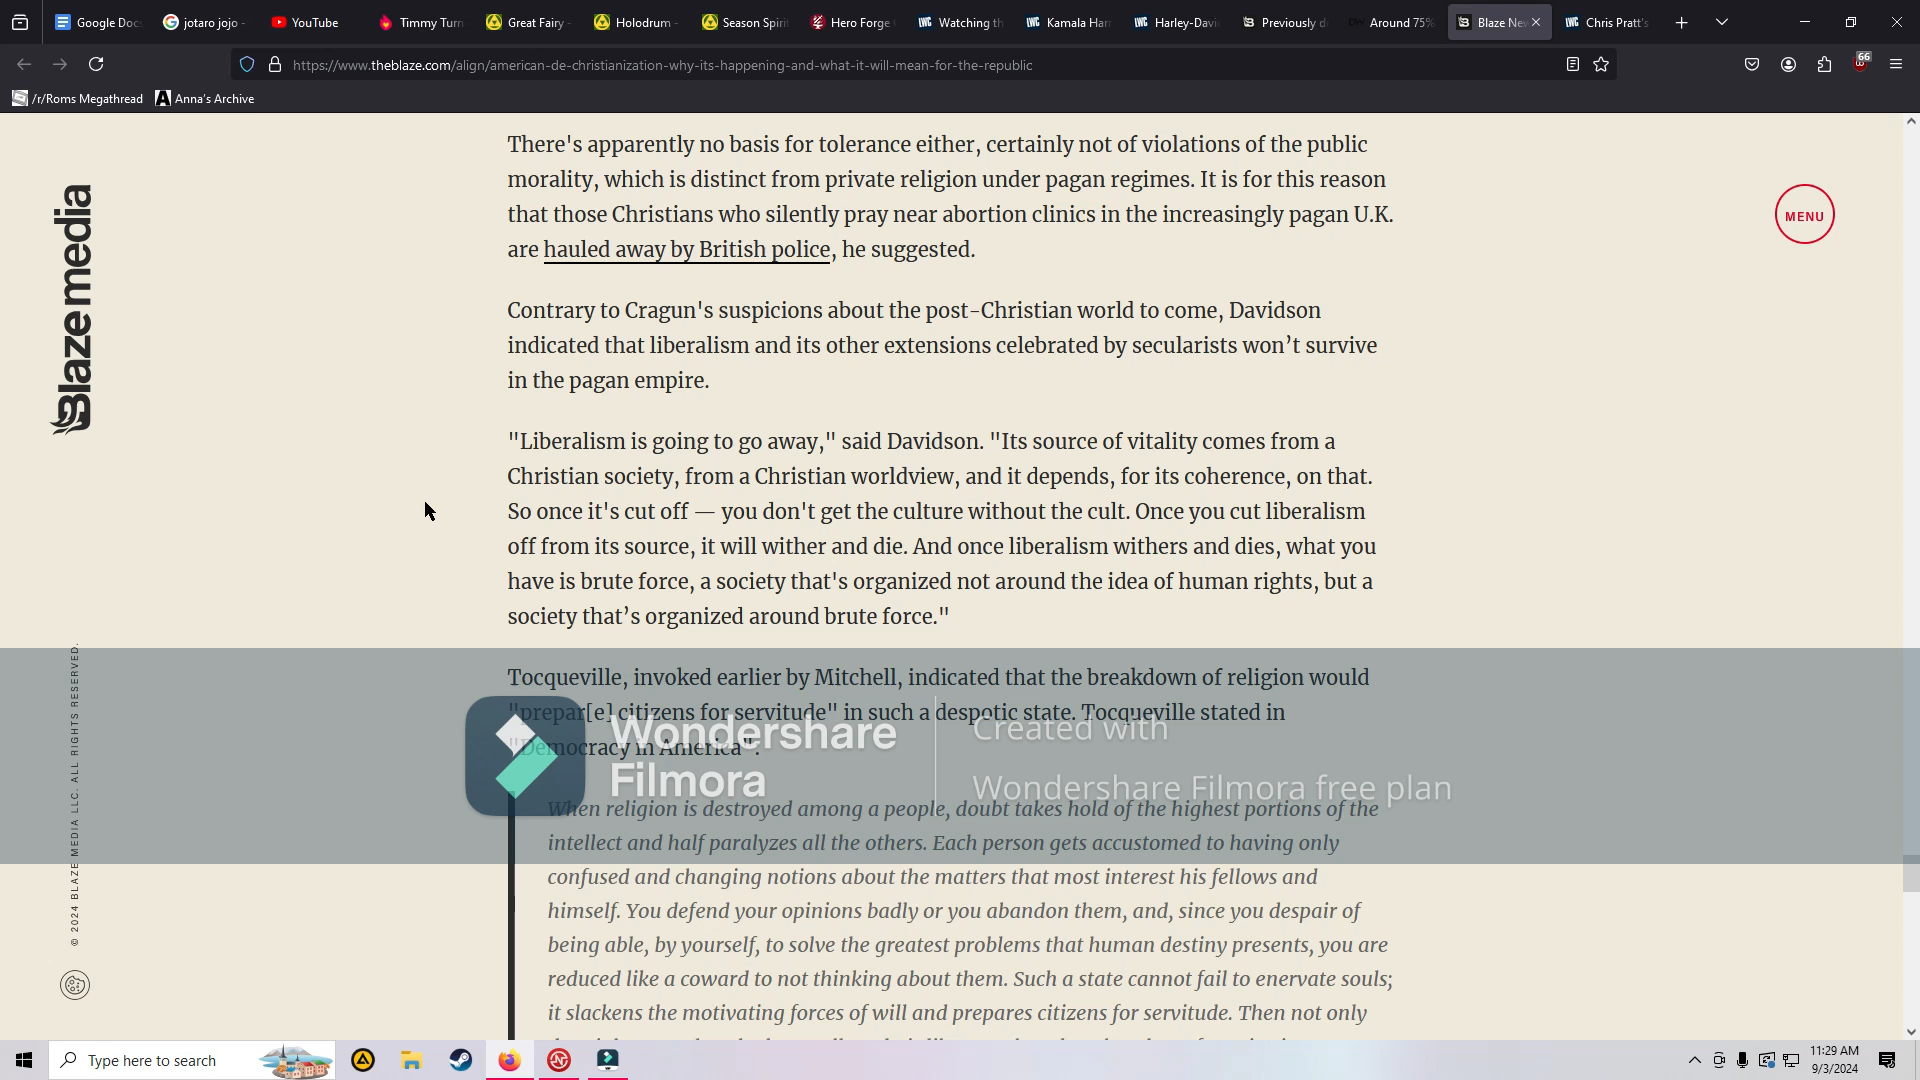 Google Doc
jotaro jojo -
YouTube
Timmy Turn
Great Fairy -
Holodrum -
Season Spirit
Hero Forge
Watching th
Kamala Har
Harley-Davi
Previously d
Around 75%
Blaze New
Chris Pratt's
https://www.theblaze.com/align/american-de-christianization-why-its-happening-and-what-it-will-mean-for-the-republic
66
/r/Roms Megathread
Anna's Archive
Blaze media
MENU
There's apparently no basis for tolerance either, certainly not of violations of the public
morality, which is distinct from private religion under pagan regimes. It is for this reason
that those Christians who silently pray near abortion clinics in the increasingly pagan U.K.
are hauled away by British police, he suggested.
Contrary to Cragun's suspicions about the post-Christian world to come, Davidson
indicated that liberalism and its other extensions celebrated by secularists won’t survive
in the pagan empire.
"Liberalism is going to go away," said Davidson. "Its source of vitality comes from a
Christian society, from a Christian worldview, and it depends, for its coherence, on that.
So once it's cut off — you don't get the culture without the cult. Once you cut liberalism
off from its source, it will wither and die. And once liberalism withers and dies, what you
have is brute force, a society that's organized not around the idea of human rights, but a
society that’s organized around brute force."
Tocqueville, invoked earlier by Mitchell, indicated that the breakdown of religion would
"prepar[e] citizens for servitude" in such a despotic state. Tocqueville stated in
"Democracy in America":
Wondershare
Filmora
Created with
Wondershare Filmora free plan
When religion is destroyed among a people, doubt takes hold of the highest portions of the
intellect and half paralyzes all the others. Each person gets accustomed to having only
confused and changing notions about the matters that most interest his fellows and
himself. You defend your opinions badly or you abandon them, and, since you despair of
being able, by yourself, to solve the greatest problems that human destiny presents, you are
reduced like a coward to not thinking about them. Such a state cannot fail to enervate souls;
it slackens the motivating forces of will and prepares citizens for servitude. Then not only
© 2024 BLAZE MEDIA LLC. ALL RIGHTS RESERVED.
Type here to search
11:29 AM
9/3/2024